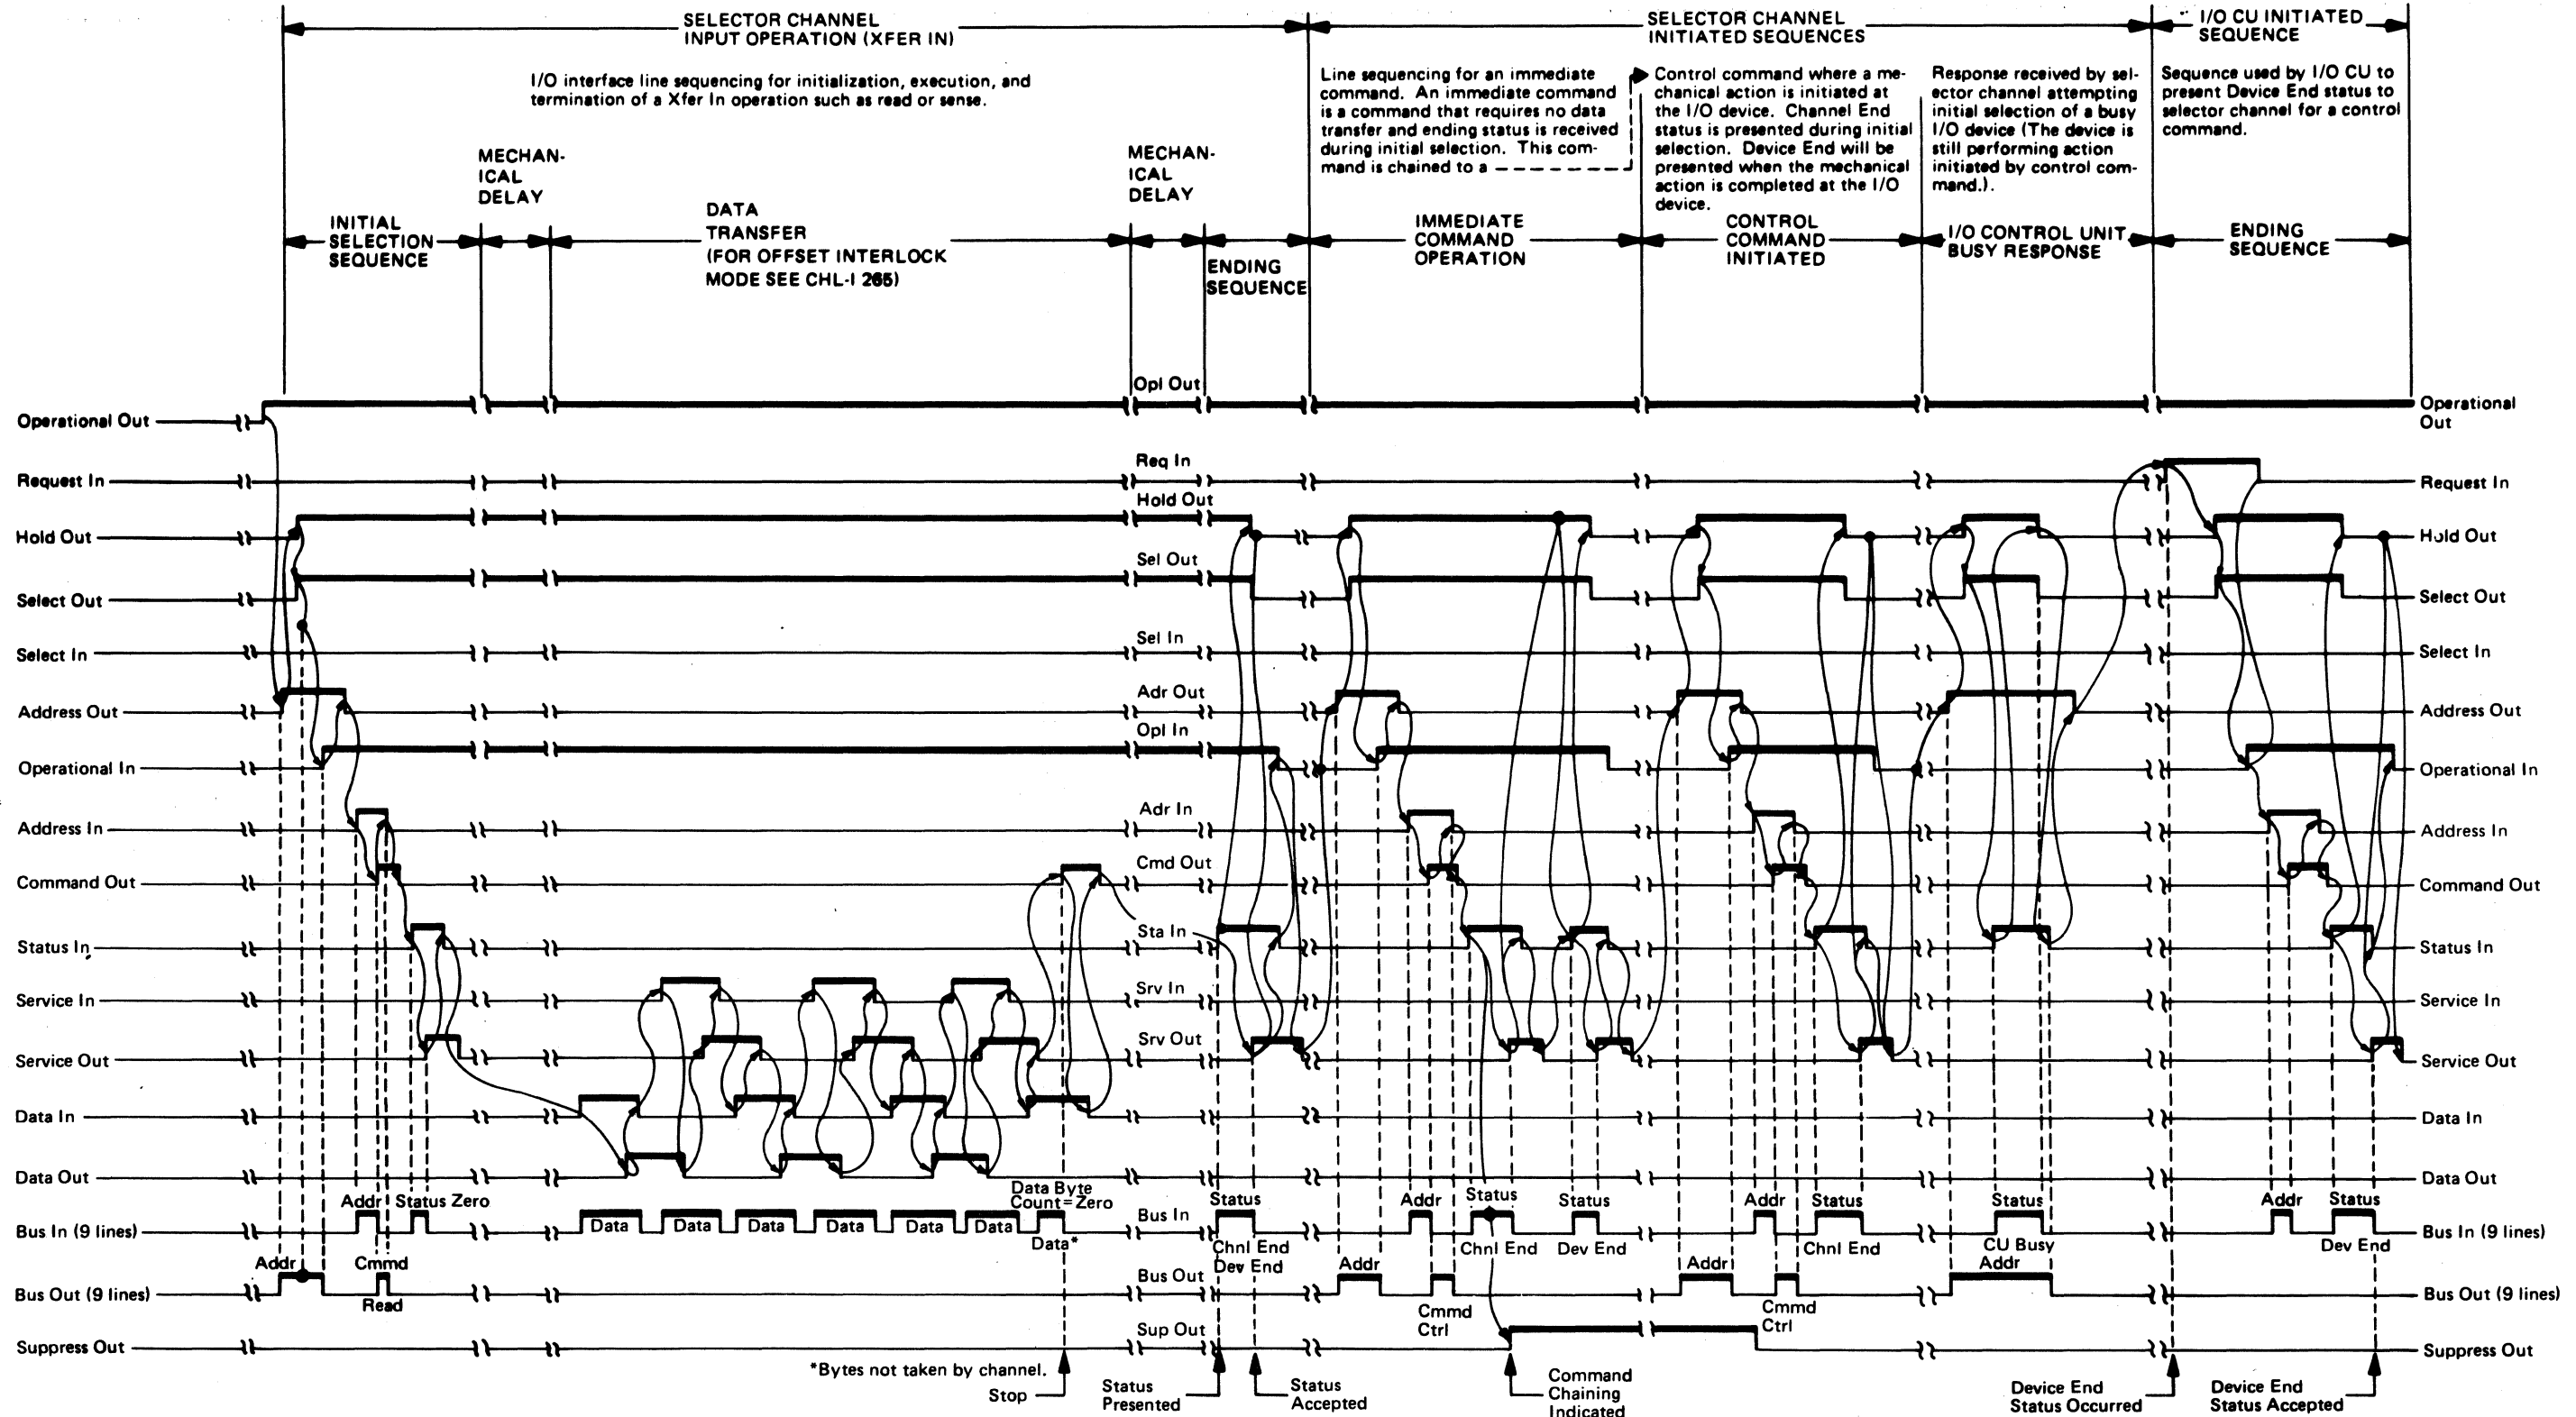 SELECTOR CHANNEL
INPUT OPERATION (XFER IN)
SELECTOR CHANNEL
INITIATED SEQUENCES
I/O CU INITIATED
SEQUENCE
I/O interface line sequencing for initialization, execution, and
termination of a Xfer In operation such as read or sense.
Line sequencing for an immediate
command. An immediate command
is a command that requires no data
transfer and ending status is received
during initial selection. This com-
mand is chained to a
Control command where a me-
chanical action is initiated at
the I/O device. Channel End
status is presented during initial
selection. Device End will be
presented when the mechanical
action is completed at the I/O
device.
Response received by sel-
ector channel attempting
initial selection of a busy
I/O device (The device is
still performing action
initiated by control com-
mand.).
Sequence used by I/O CU to
present Device End status to
selector channel for a control
command.
INITIAL
SELECTION
SEQUENCE
MECHAN-
ICAL
DELAY
DATA
TRANSFER
(FOR OFFSET INTERLOCK
MODE SEE CHL-I 265)
MECHAN-
ICAL
DELAY
ENDING
SEQUENCE
IMMEDIATE
COMMAND
OPERATION
CONTROL
COMMAND
INITIATED
I/O CONTROL UNIT
BUSY RESPONSE
ENDING
SEQUENCE
Opl Out
Operational Out
Operational
Out
Req In
Request In
Request In
Hold Out
Hold Out
Hold Out
Sel Out
Select Out
Select Out
Sel In
Select In
Select In
Adr Out
Address Out
Address Out
Opl In
Operational In
Operational In
Adr In
Address In
Address In
Cmd Out
Command Out
Command Out
Sta In
Status In
Status In
Srv In
Service In
Service In
Srv Out
Service Out
Service Out
Data In
Data In
Data Out
Data Out
Addr Status Zero
Data Byte
Count=Zero
Status
Addr Status Status
Addr Status
Status
Addr Status
Bus In (9 lines)
Data Data Data Data Data Data
Data*
Bus In
Chnl End
Dev End
Chnl End Dev End
Chnl End
CU Busy
Dev End
Bus In (9 lines)
Addr
Cmmd
Bus Out
Addr
Addr
Addr
Bus Out (9 lines)
Read
Cmmd
Ctrl
Cmmd
Ctrl
Bus Out (9 lines)
Sup Out
Suppress Out
Suppress Out
*Bytes not taken by channel.
Stop
Status
Presented
Status
Accepted
Command
Chaining
Indicated
Device End
Status Occurred
Device End
Status Accepted